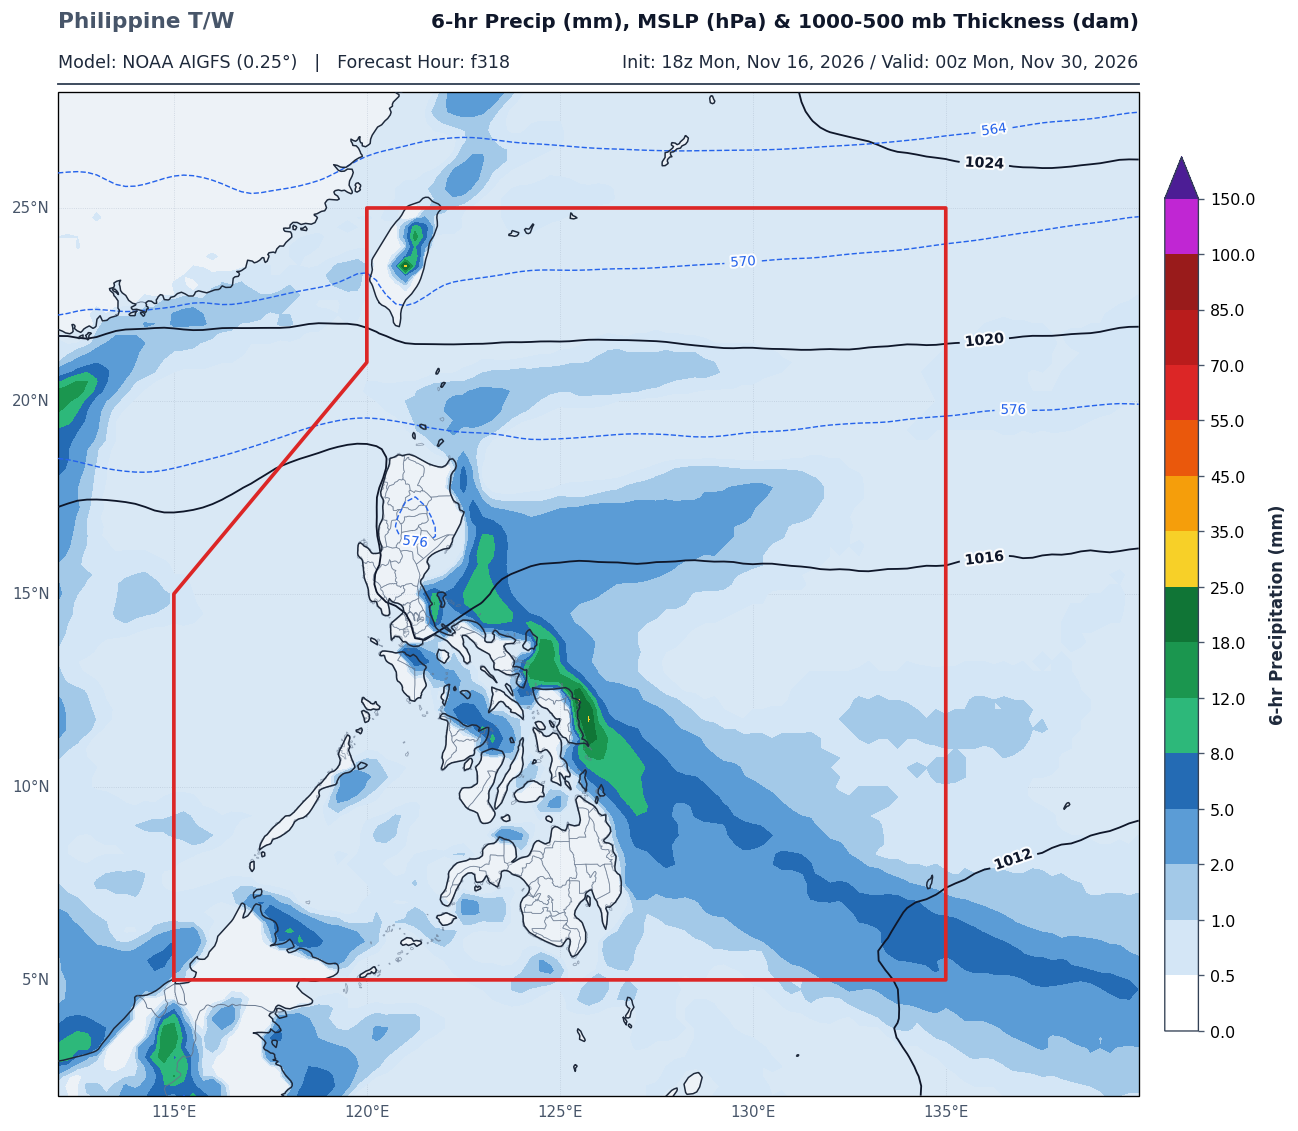 Philippine T/W
6-hr Precip (mm), MSLP (hPa) & 1000-500 mb Thickness (dam)
Model: NOAA AIGFS (0.25°) | Forecast Hour: f318
Init: 18z Mon, Nov 16, 2026 / Valid: 00z Mon, Nov 30, 2026
564
1024
570
1020
576
576
1016
1012
25°N
20°N
15°N
10°N
5°N
115°E
120°E
125°E
130°E
135°E
150.0
100.0
85.0
70.0
55.0
45.0
35.0
25.0
18.0
12.0
8.0
5.0
2.0
1.0
0.5
0.0
6-hr Precipitation (mm)